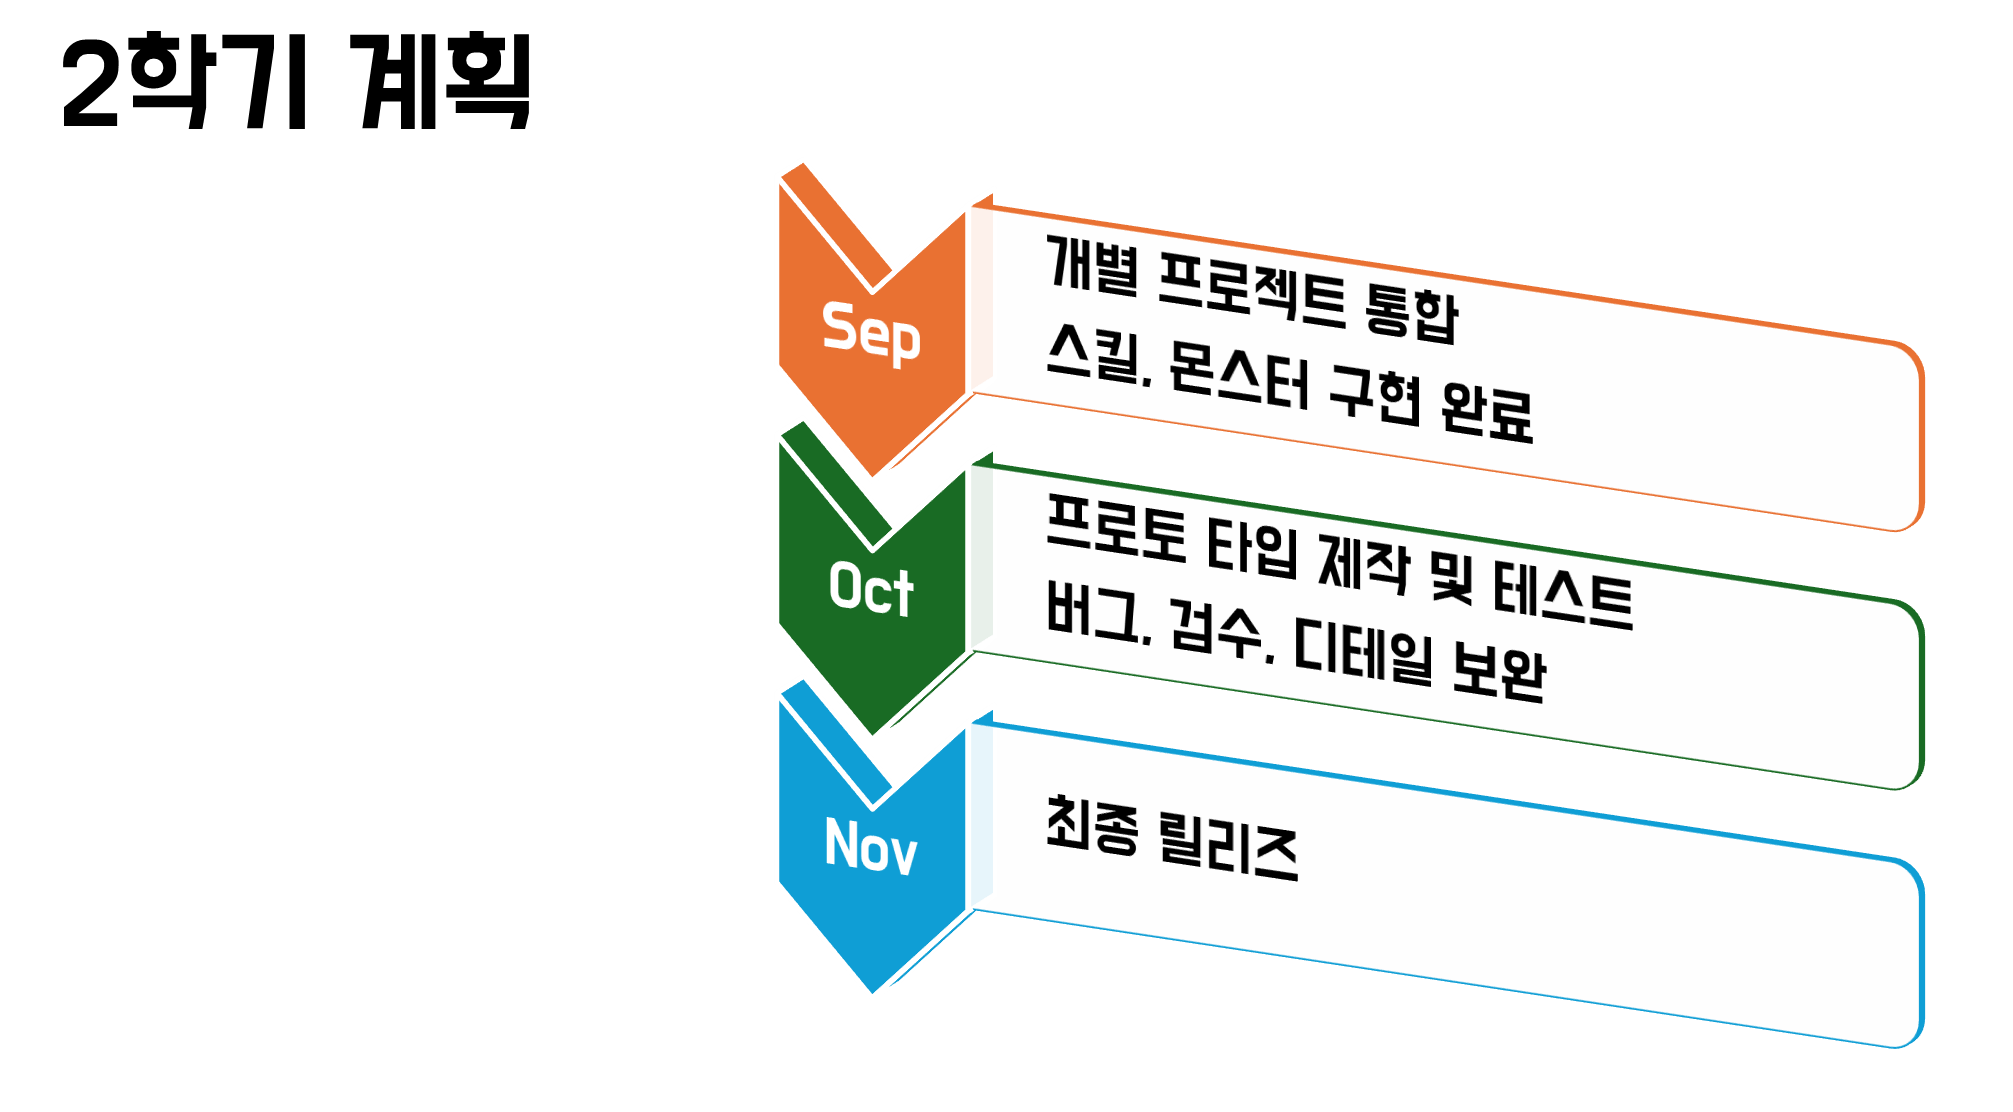 2학기 계획
Sep
개별 프로젝트 통합
스킬, 몬스터 구현 완료
Oct
프로토 타입 제작 및 테스트
버그, 검수, 디테일 보완
Nov
최종 릴리즈